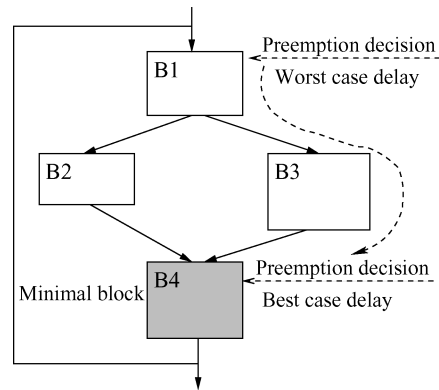 Preemption decision
B1
Worst case delay
B2
B3
Preemption decision
Minimal block
B4
Best case delay